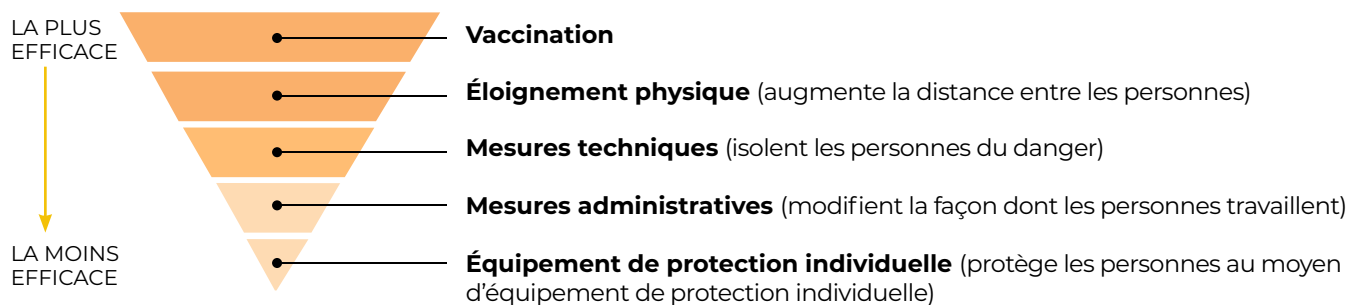 LA PLUS
EFFICACE
Vaccination
Éloignement physique (augmente la distance entre les personnes)
Mesures techniques (isolent les personnes du danger)
Mesures administratives (modifient la façon dont les personnes travaillent)
LA MOINS
EFFICACE
Équipement de protection individuelle (protège les personnes au moyen
d’équipement de protection individuelle)